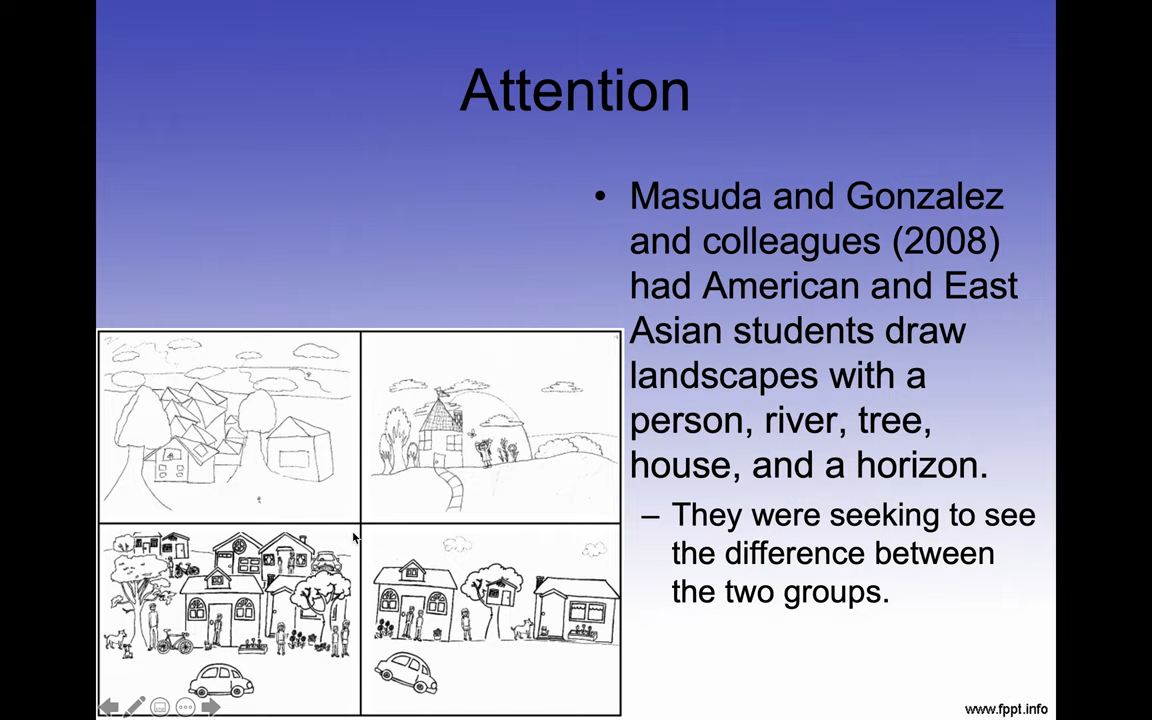 Attention
• Masuda and Gonzalez
and colleagues (2008)
had American and East
Asian students draw
landscapes with a
person, river, tree,
house, and a horizon.
– They were seeking to see
the difference between
the two groups.
www.fppt.info